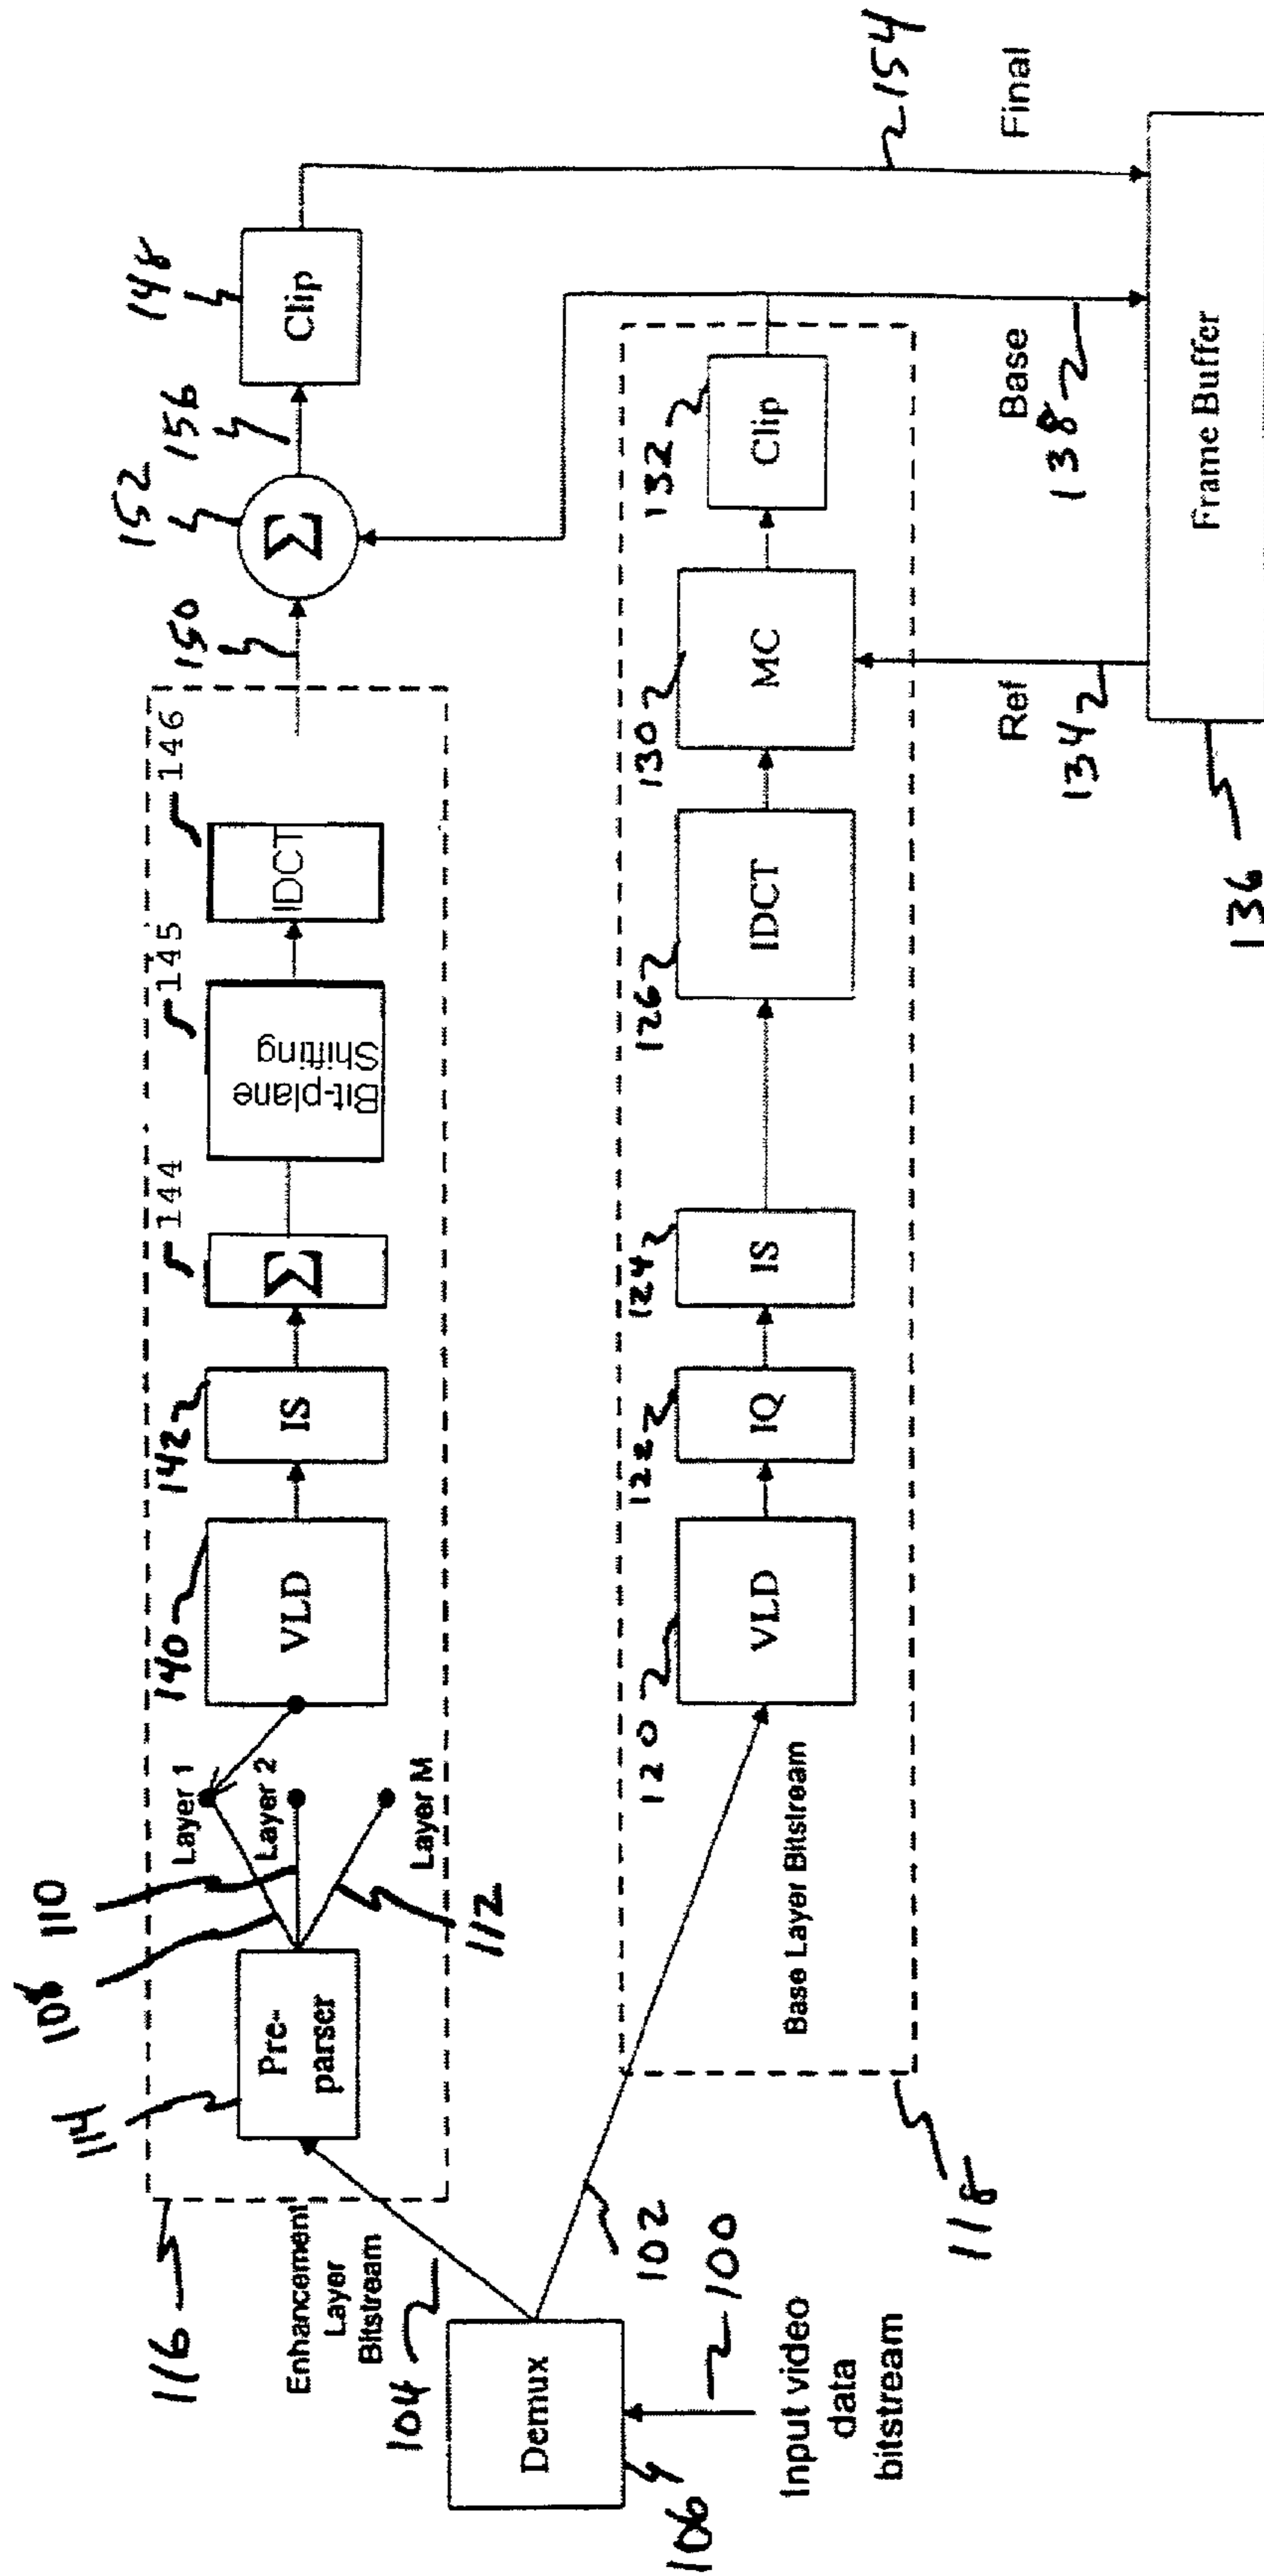 116
114
108
110
Enhancement
Layer
Bitstream
104
Pre-
parser
Layer 1
Layer 2
Layer M
112
140
VLD
142
IS
144
Σ
145
Bit-plane
Shifting
146
IDCT
150
152
Σ
156
148
Clip
154
Final
106
Demux
100
Input video
data
bitstream
102
118
Base Layer Bitstream
120
VLD
122
IQ
124
IS
126
IDCT
130
MC
132
Clip
Ref
134
Base
138
136
Frame Buffer